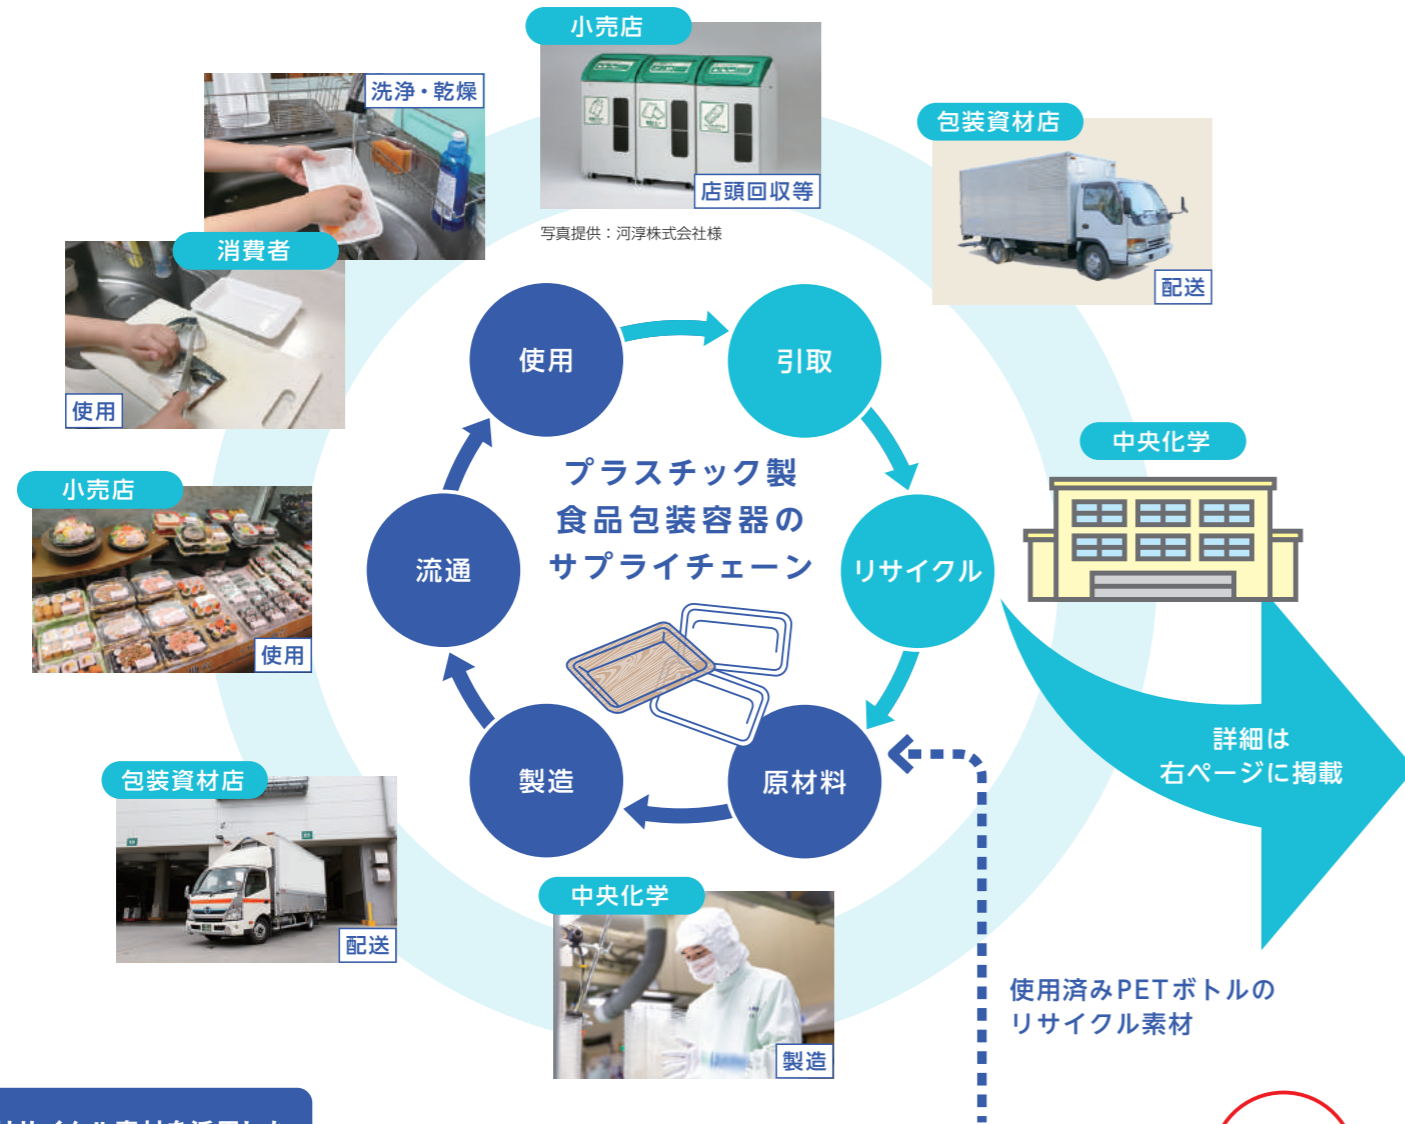 小売店
店頭回収等
写真提供：河淳株式会社様
洗浄・乾燥
消費者
使用
包装資材店
配送
使用
引取
プラスチック製
食品包装容器の
サプライチェーン
流通
リサイクル
製造
原材料
中央化学
詳細は
右ページに掲載
小売店
使用
包装資材店
配送
中央化学
製造
使用済みPETボトルの
リサイクル素材